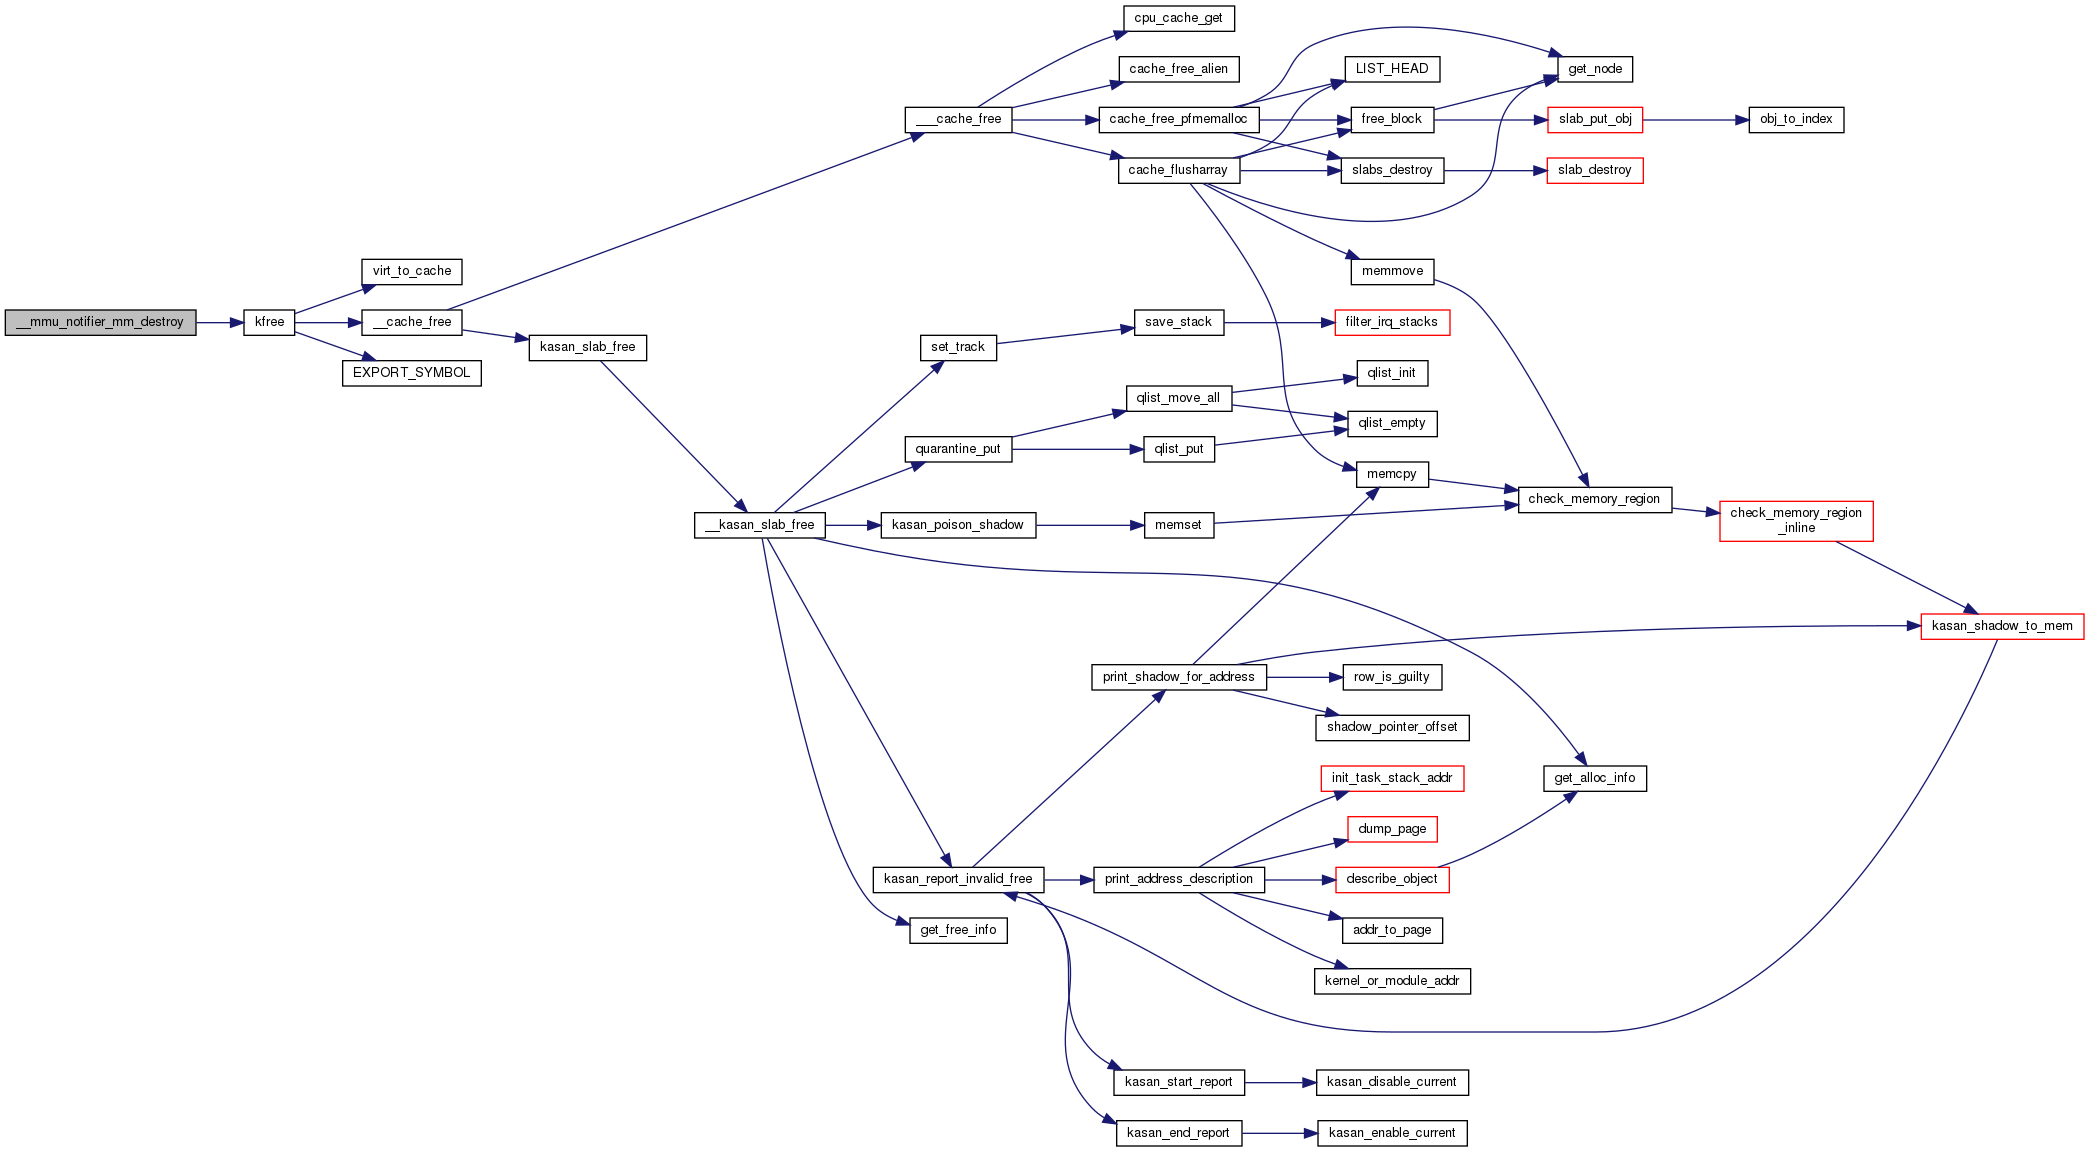 cpu_cache_get
cache_free_alien
LIST_HEAD
get_node
___cache_free
cache_free_pfmemalloc
free_block
slab_put_obj
obj_to_index
cache_flusharray
slabs_destroy
slab_destroy
virt_to_cache
memmove
__mmu_notifier_mm_destroy
kfree
__cache_free
kasan_slab_free
EXPORT_SYMBOL
set_track
save_stack
filter_irq_stacks
qlist_move_all
qlist_init
qlist_empty
quarantine_put
qlist_put
memcpy
check_memory_region
__kasan_slab_free
kasan_poison_shadow
memset
check_memory_region
_inline
kasan_shadow_to_mem
print_shadow_for_address
row_is_guilty
shadow_pointer_offset
init_task_stack_addr
get_alloc_info
dump_page
kasan_report_invalid_free
print_address_description
describe_object
get_free_info
addr_to_page
kernel_or_module_addr
kasan_start_report
kasan_disable_current
kasan_end_report
kasan_enable_current